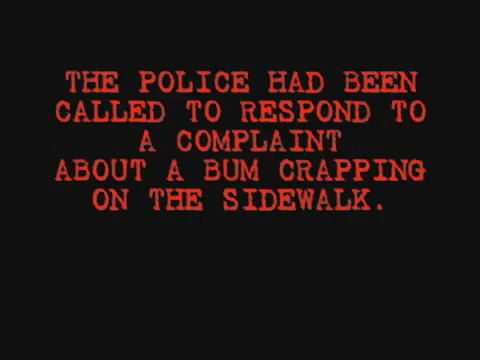 THE POLICE HAD BEEN
CALLED TO RESPOND TO
A COMPLAINT
ABOUT A BUM CRAPPING
ON THE SIDEWALK.